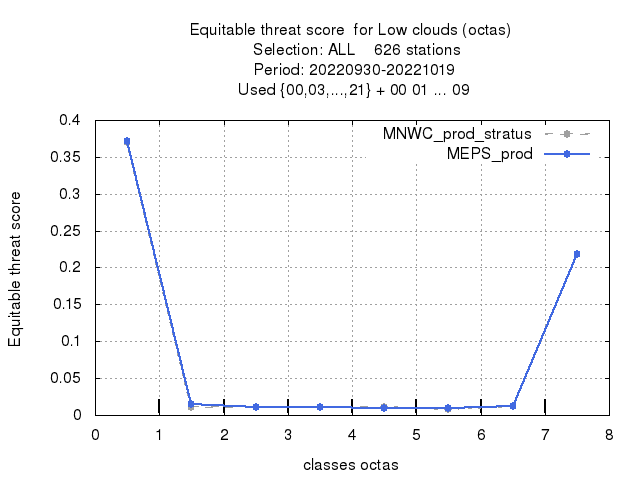 Equitable threat score  for Low clouds (octas)
Selection: ALL    626 stations
Period: 20220930-20221019
Used {00,03,...,21} + 00 01 ... 09
MNWC_prod_stratus
MEPS_prod
Equitable threat score
0.4
0.35
0.3
0.25
0.2
0.15
0.1
0.05
0
0 1 2 3 4 5 6 7 8
classes octas